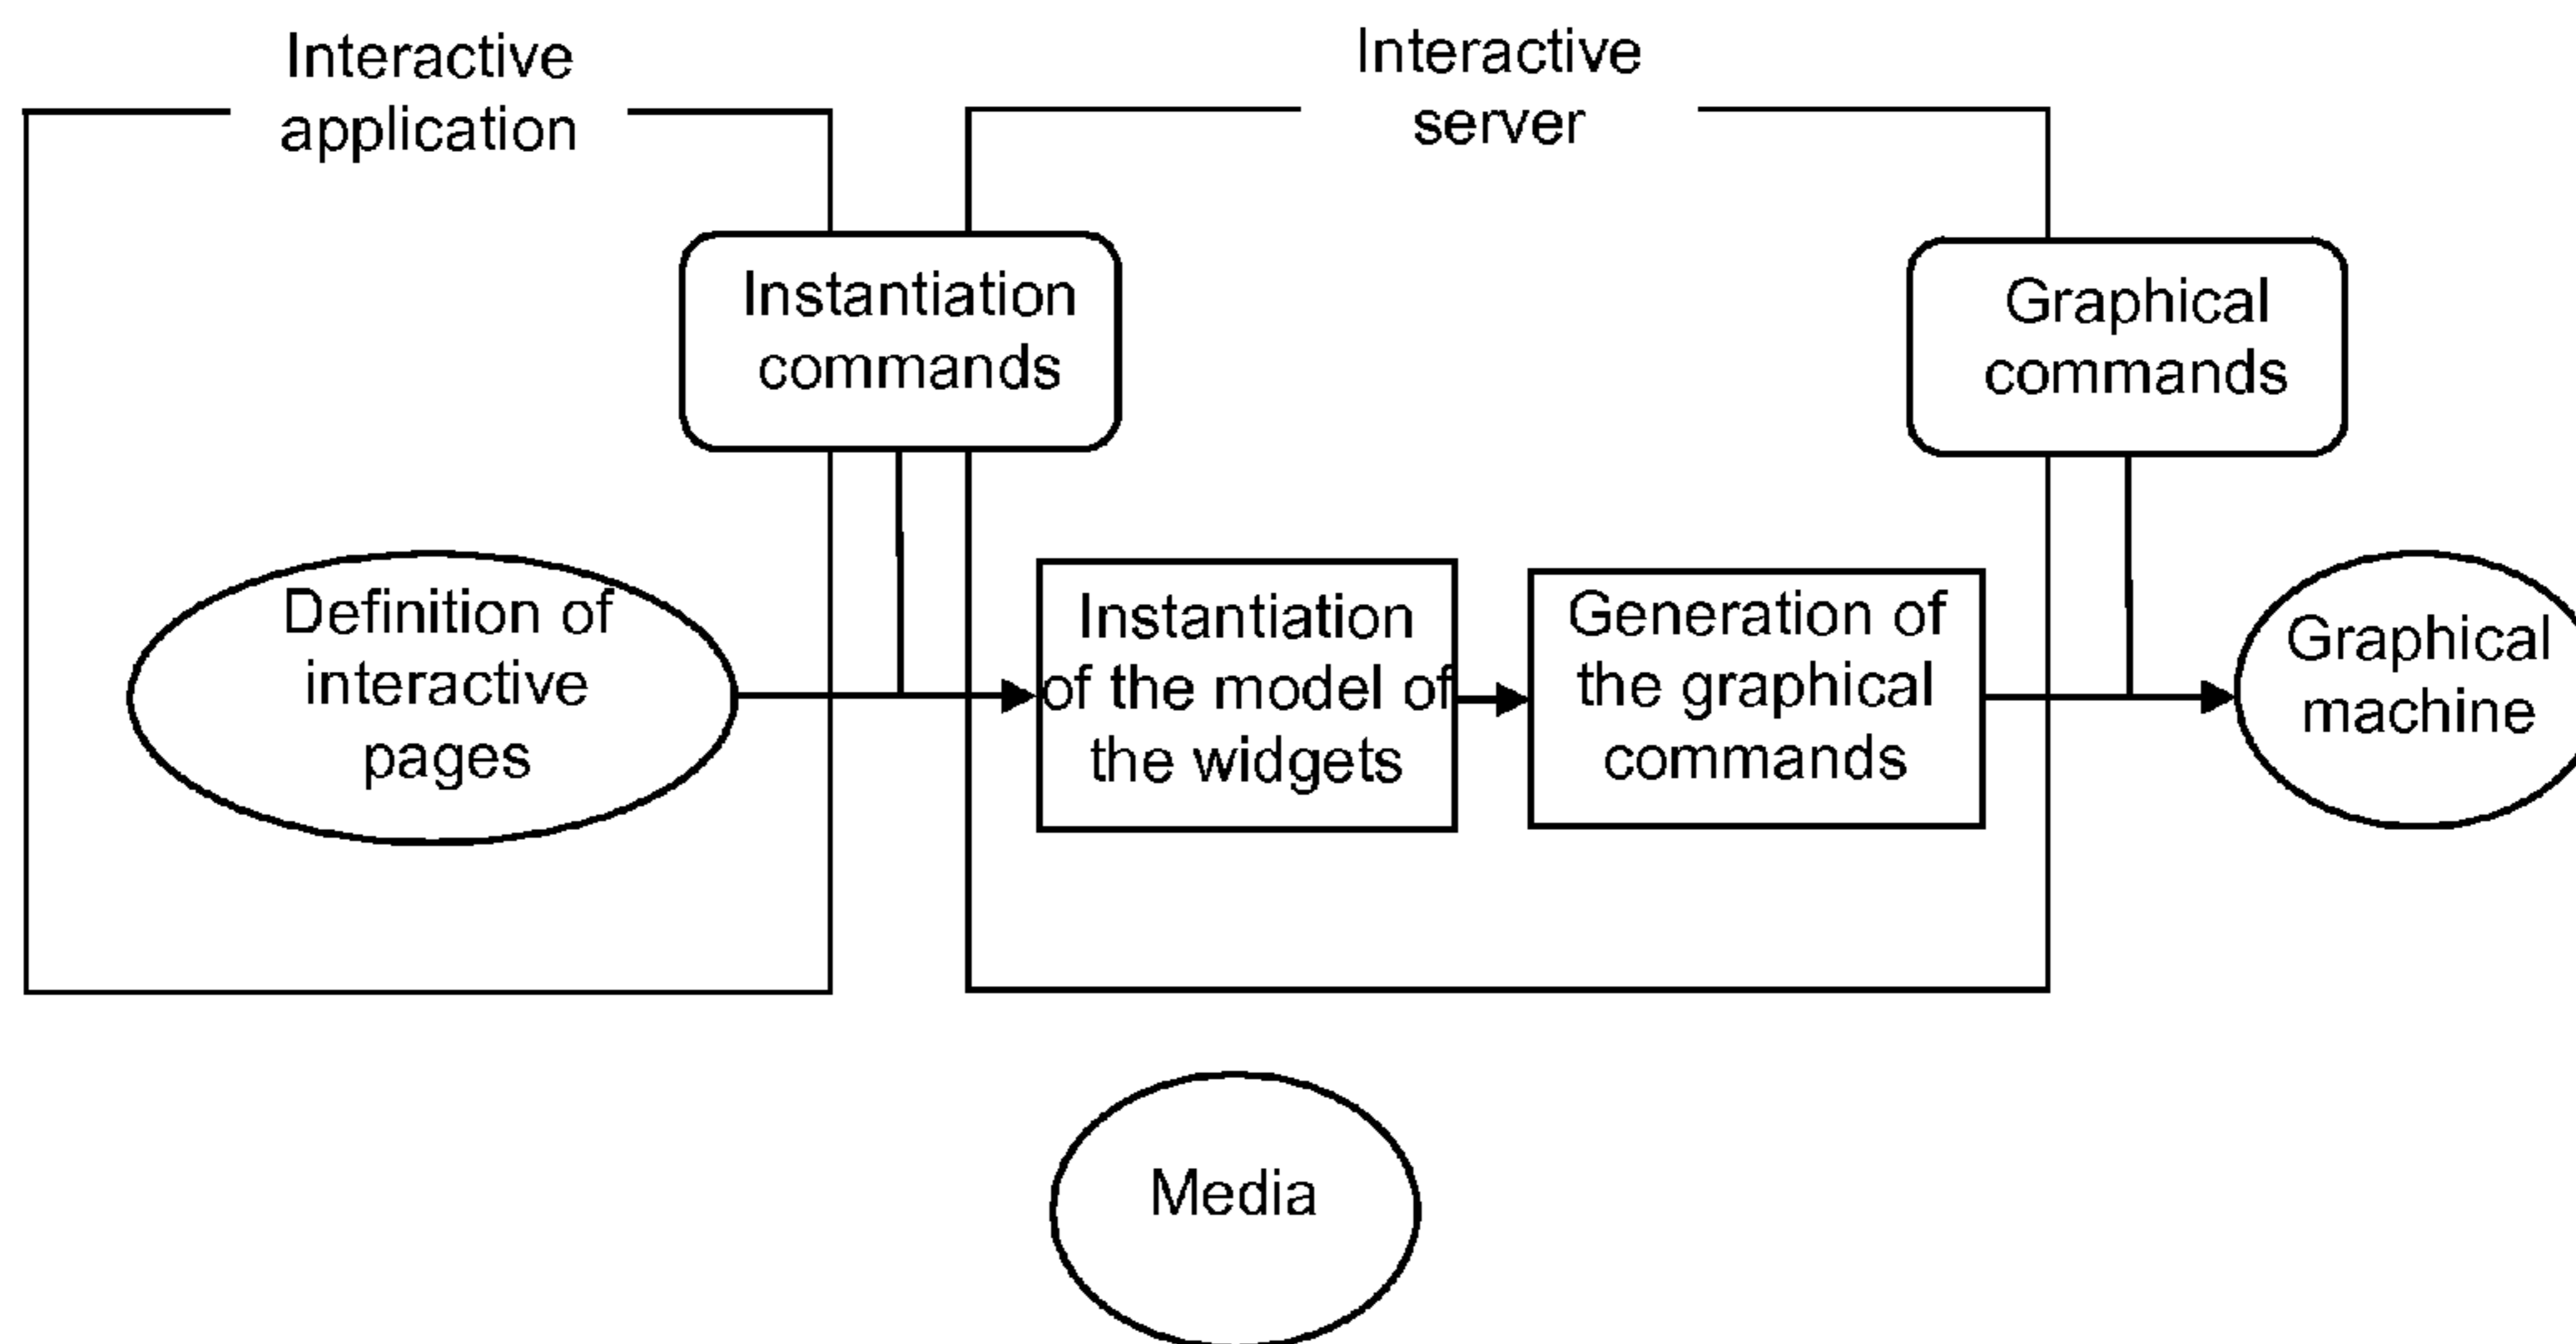 Interactive
application
Interactive
server
Instantiation
commands
Graphical
commands
Definition of
interactive
pages
Instantiation
of the model of
the widgets
Generation of
the graphical
commands
Graphical
machine
Media